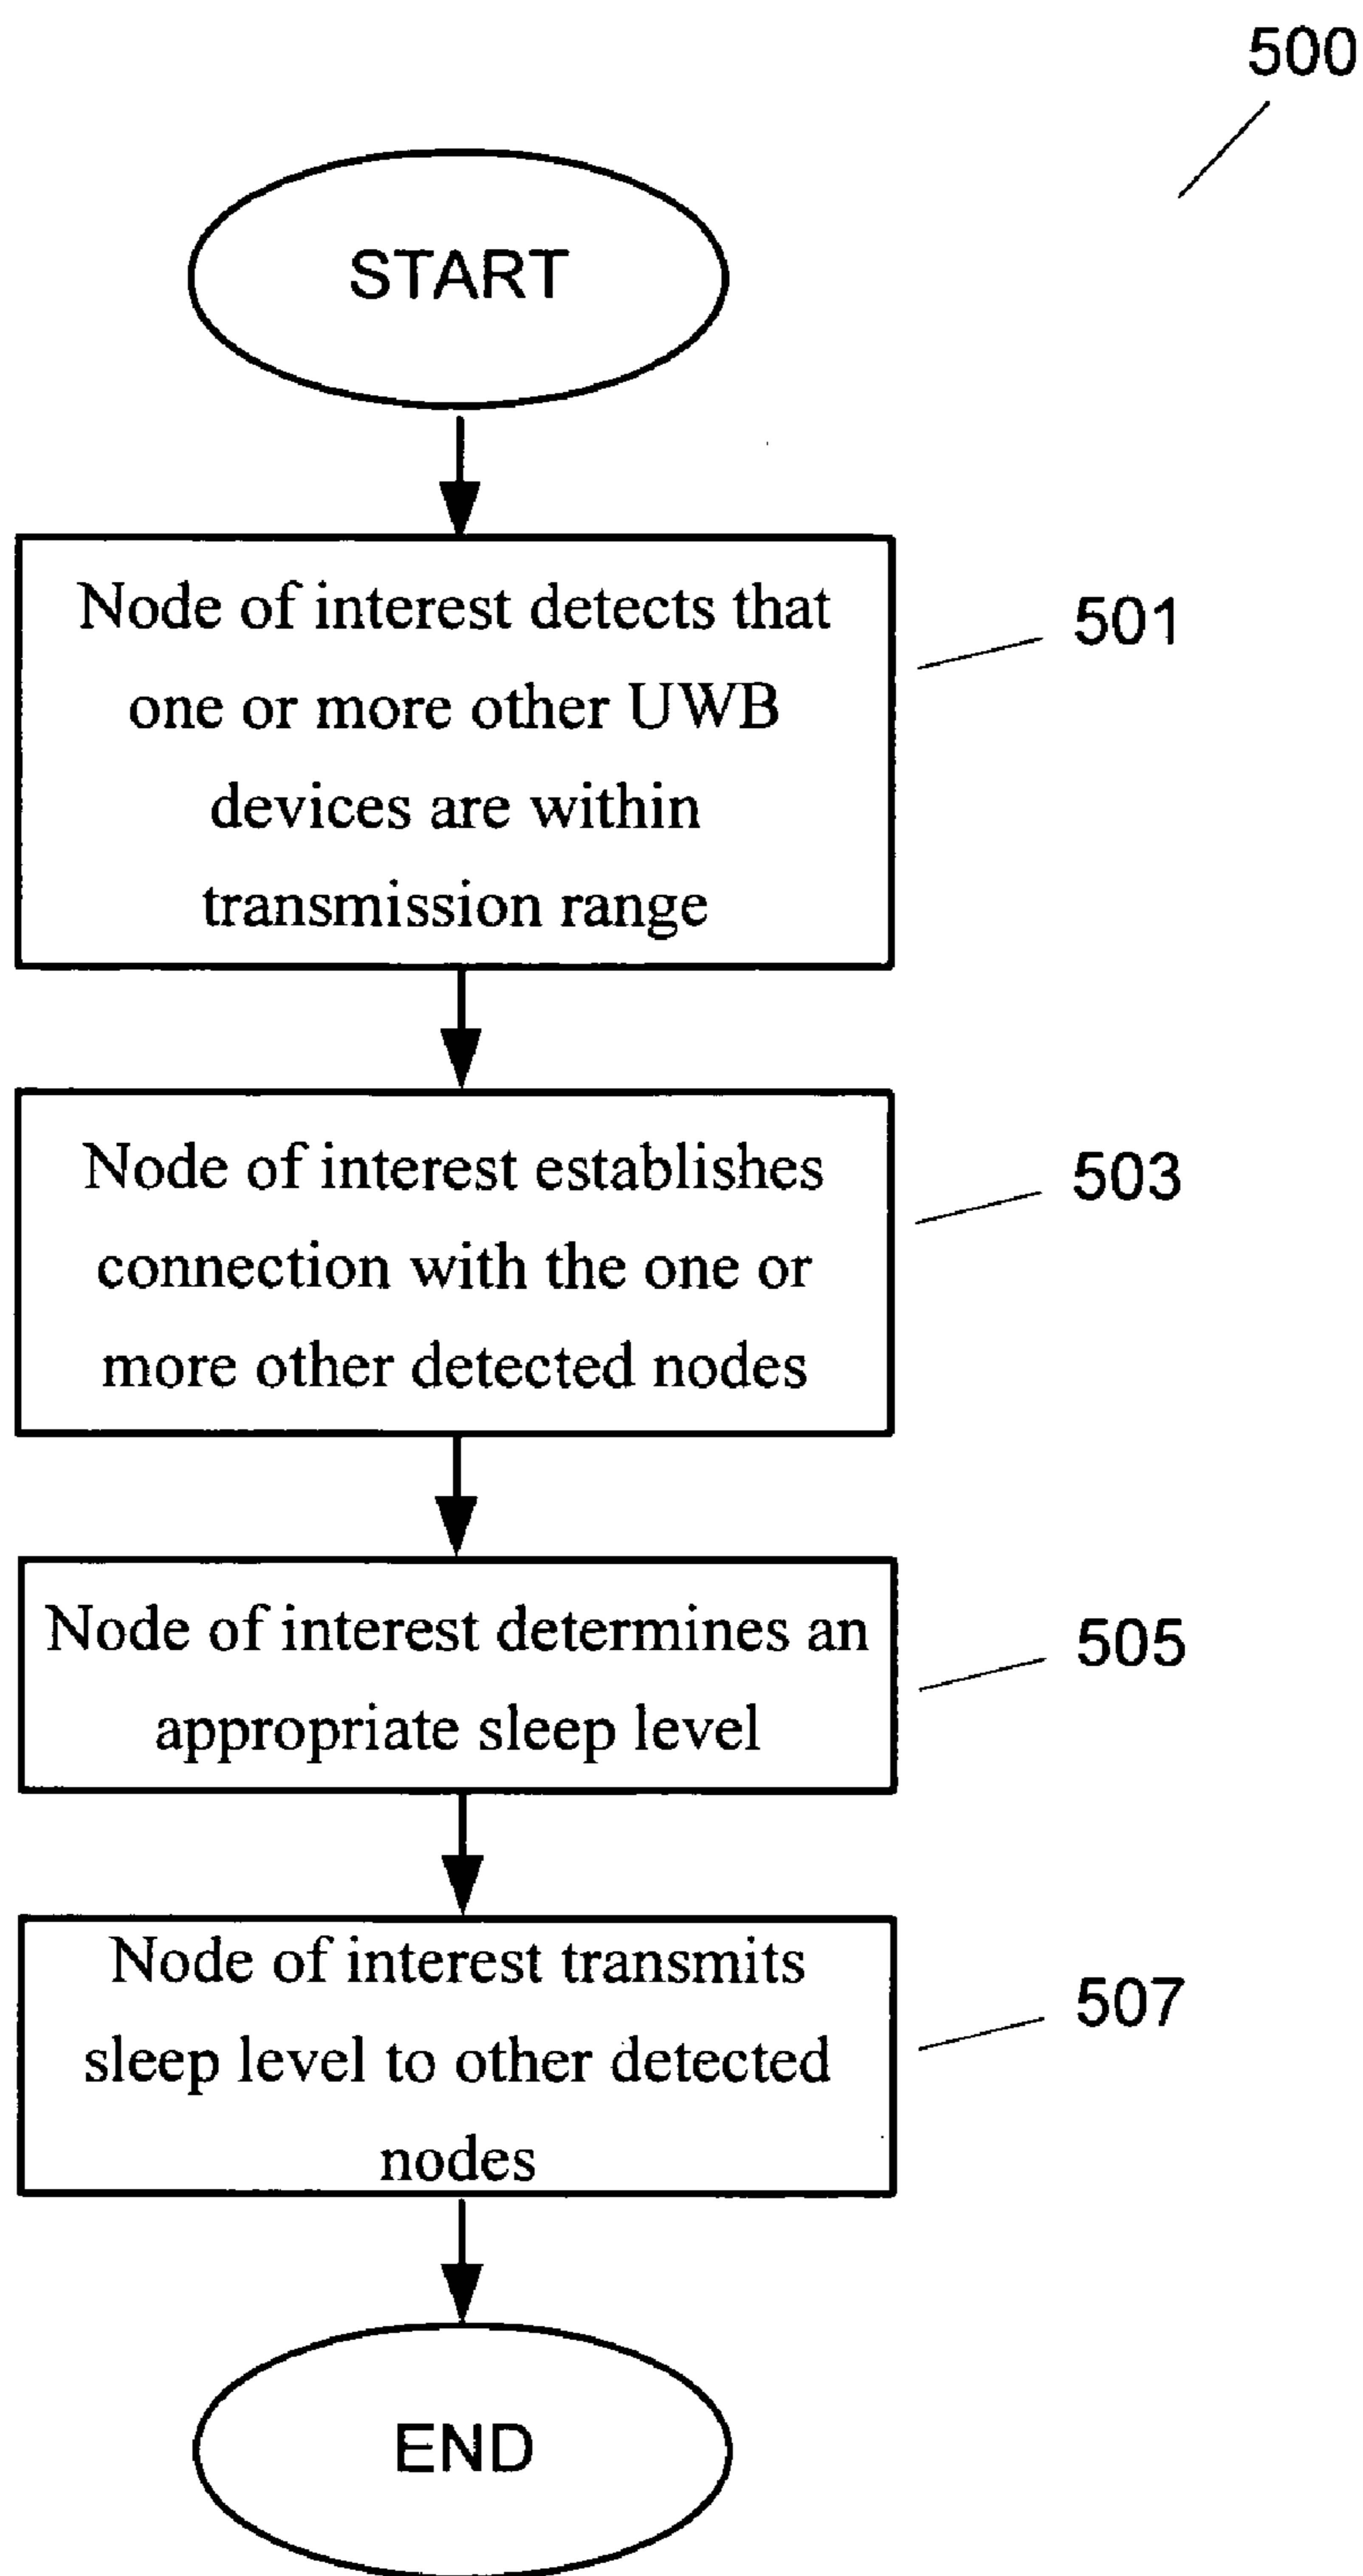 500
START
Node of interest detects that
one or more other UWB
devices are within
transmission range
501
Node of interest establishes
connection with the one or
more other detected nodes
503
Node of interest determines an
appropriate sleep level
505
Node of interest transmits
sleep level to other detected
nodes
507
END